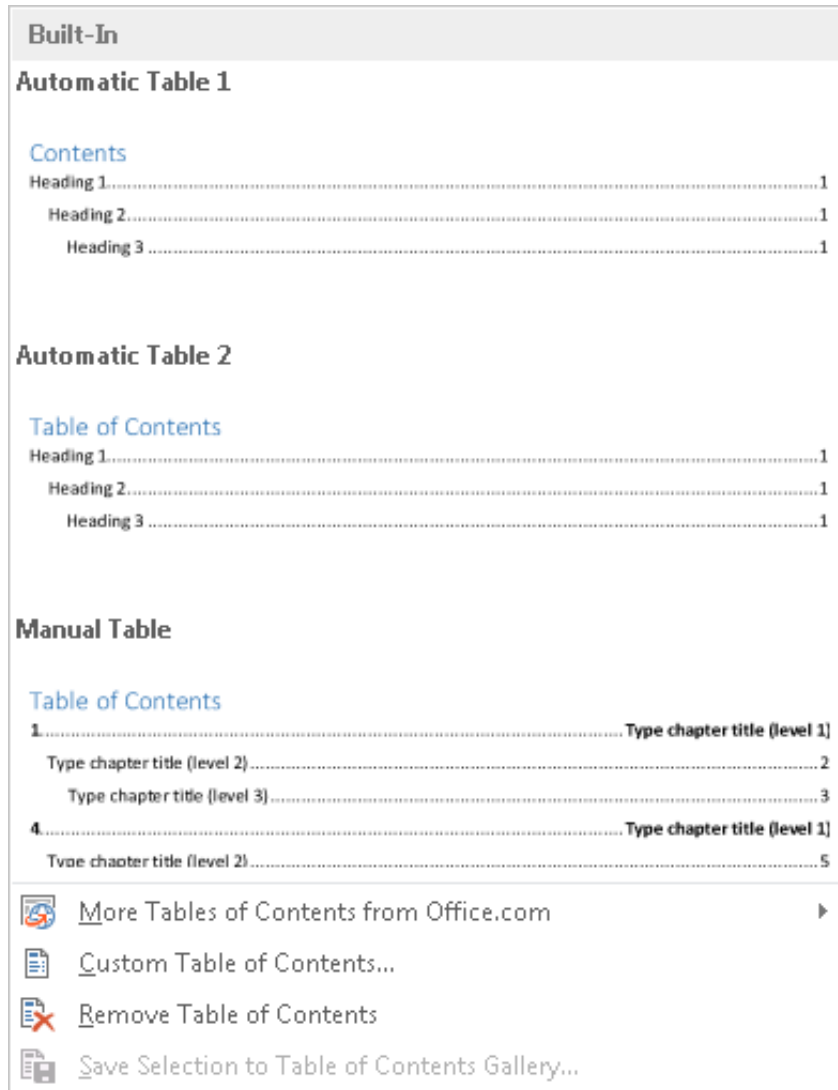 Built-In
Automatic Table 1
Contents
Heading 1........................................................1
Heading 2........................................................1
Heading 3........................................................1
Automatic Table 2
Table of Contents
Heading 1........................................................1
Heading 2........................................................1
Heading 3........................................................1
Manual Table
Table of Contents
1........................................................Type chapter title (level 1)
Type chapter title (level 2)........................................................2
Type chapter title (level 3)........................................................3
4........................................................Type chapter title (level 1)
Type chapter title (level 2)........................................................5
More Tables of Contents from Office.com
Custom Table of Contents...
Remove Table of Contents
Save Selection to Table of Contents Gallery...